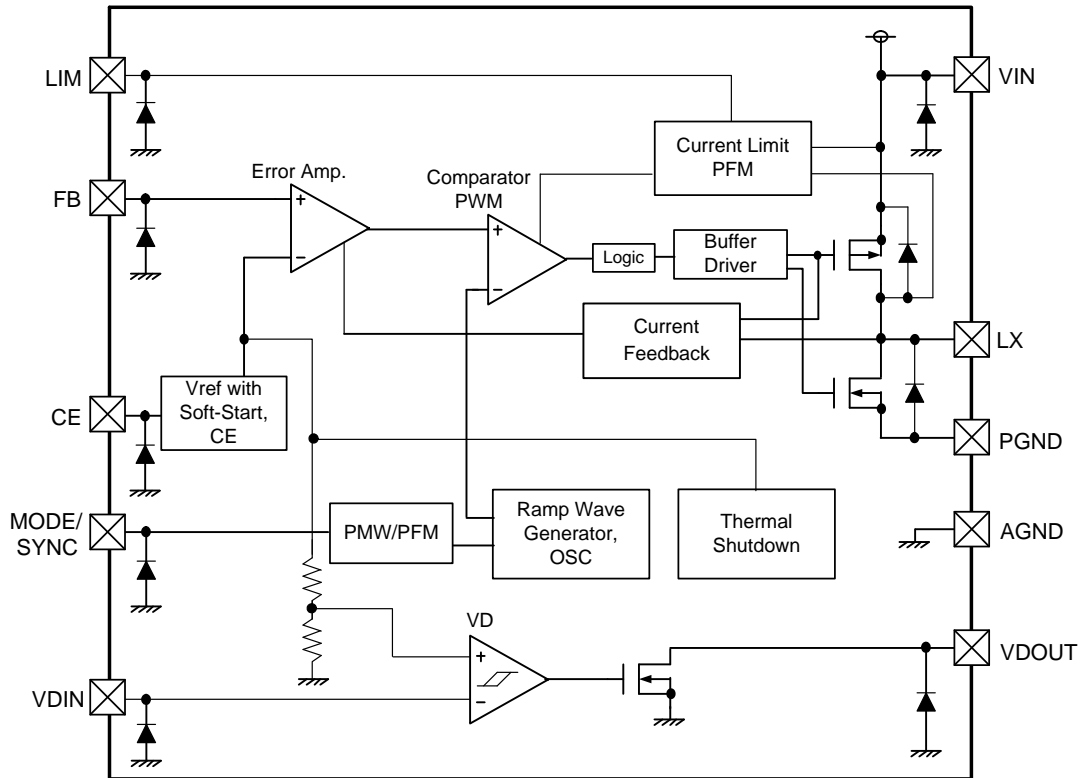 LIM
VIN
Current Limit
PFM
Error Amp.
Comparator
PWM
FB
+
−
+
−
Logic
Buffer
Driver
Current
Feedback
LX
Vref with
Soft-Start,
CE
CE
PGND
MODE/
SYNC
PMW/PFM
Ramp Wave
Generator,
OSC
Thermal
Shutdown
AGND
VD
+
−
VDOUT
VDIN